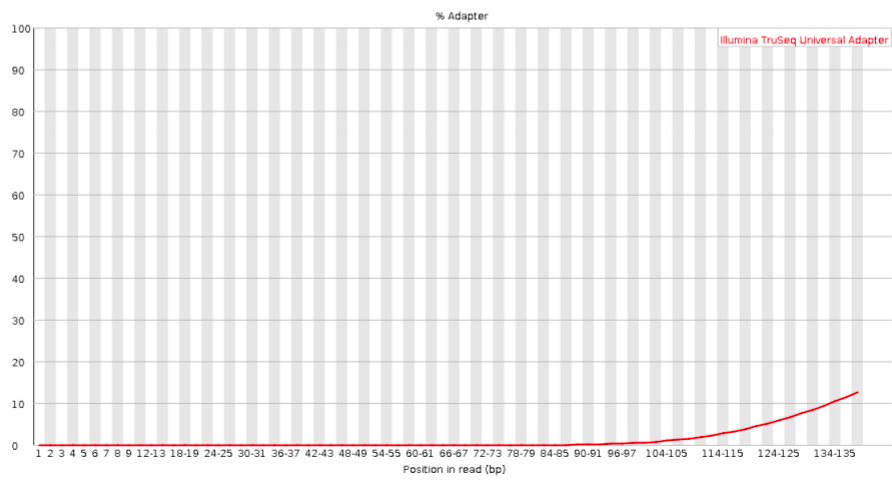 % Adapter
Illumina TruSeq Universal Adapter
100
90
80
70
60
50
40
30
20
10
0
1 2 3 4 5 6 7 8 9 12-13 18-19 24-25 30-31 36-37 42-43 48-49 54-55 60-61 66-67 72-73 78-79 84-85 90-91 96-97 104-105 114-115 124-125 134-135
Position in read (bp)